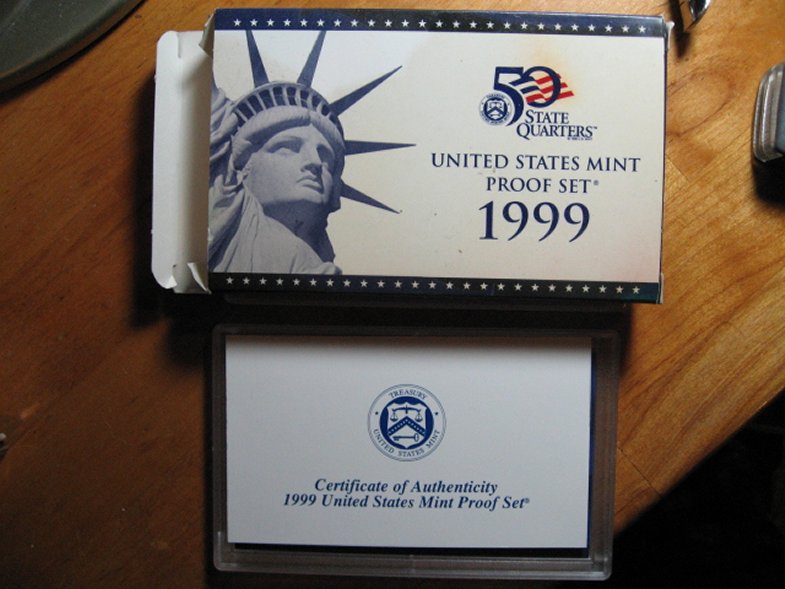 50
STATE
QUARTERS™
UNITED STATES MINT
PROOF SET®
1999
TREASURY
UNITED STATES MINT
Certificate of Authenticity
1999 United States Mint Proof Set®